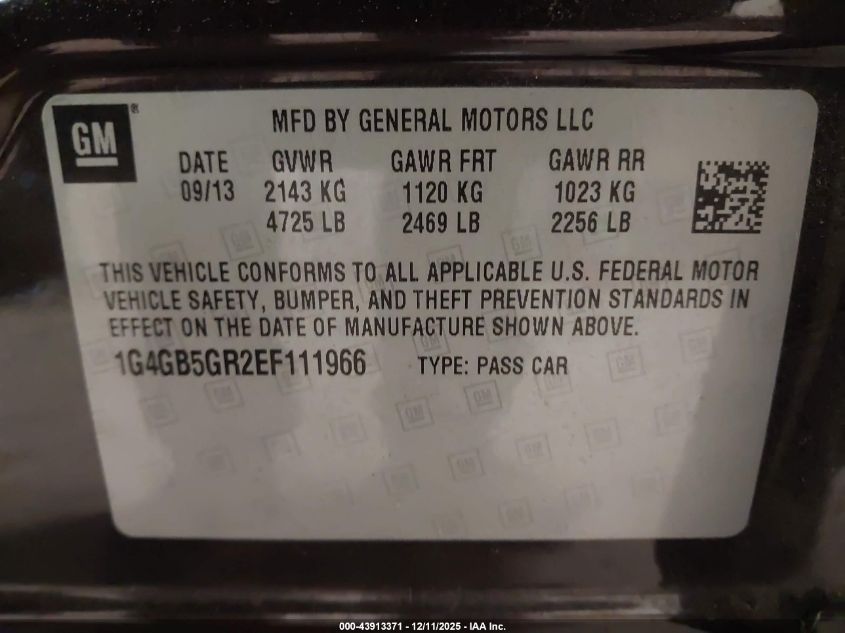 GM®
MFD BY GENERAL MOTORS LLC
DATE GVWR GAWR FRT GAWR RR
09/13 2143 KG 1120 KG 1023 KG
4725 LB 2469 LB 2256 LB
THIS VEHICLE CONFORMS TO ALL APPLICABLE U.S. FEDERAL MOTOR
VEHICLE SAFETY, BUMPER, AND THEFT PREVENTION STANDARDS IN
EFFECT ON THE DATE OF MANUFACTURE SHOWN ABOVE.
1G4GB5GR2EF111966 TYPE: PASS CAR
000-43913371 - 12/11/2025 - IAA Inc.